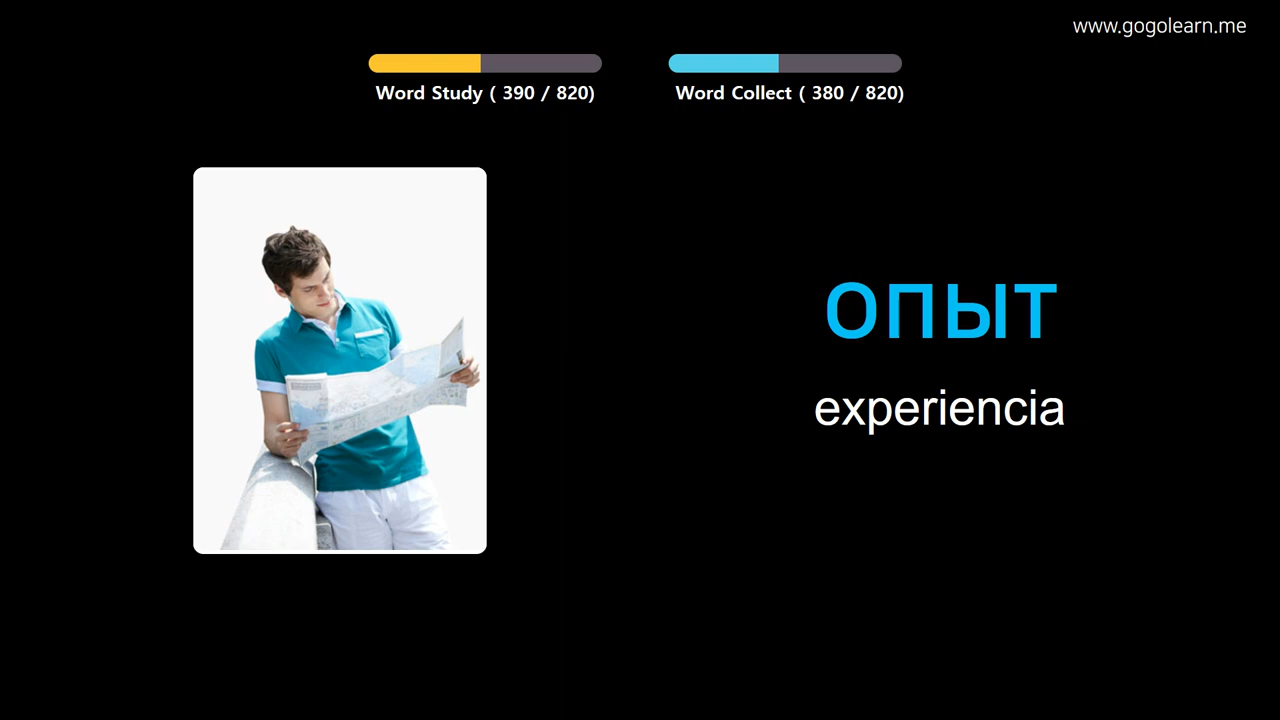 www.gogolearn.me
Word Study ( 390 / 820)
Word Collect ( 380 / 820)
опыт
experiencia